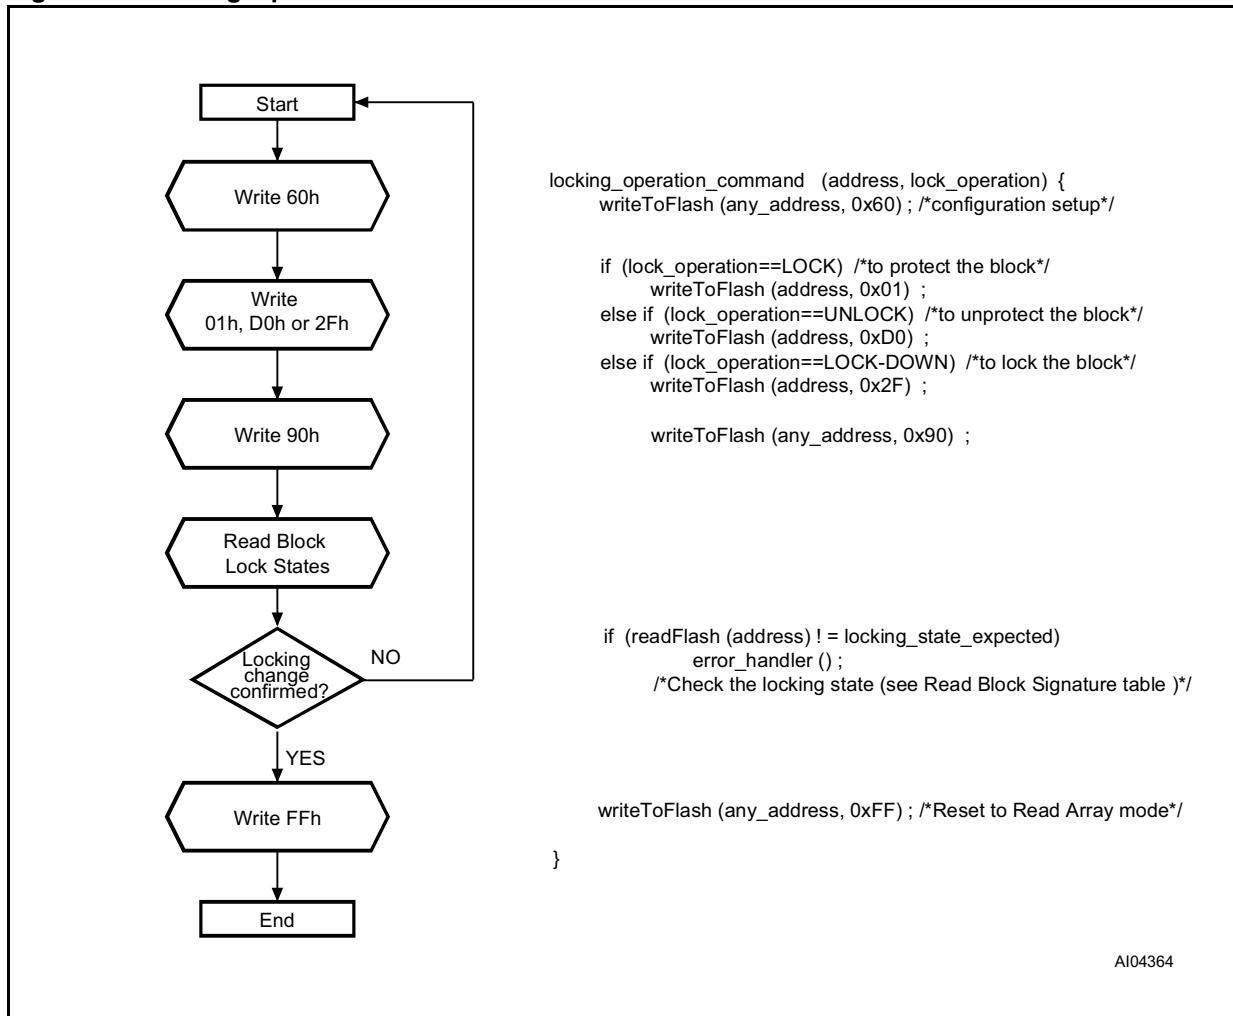 Start
Write 60h
Write
01h, D0h or 2Fh
Write 90h
Read Block
Lock States
Locking
change
confirmed?
NO
YES
Write FFh
End
locking_operation_command (address, lock_operation) {
writeToFlash (any_address, 0x60) ; /*configuration setup*/
if (lock_operation==LOCK) /*to protect the block*/
writeToFlash (address, 0x01) ;
else if (lock_operation==UNLOCK) /*to unprotect the block*/
writeToFlash (address, 0xD0) ;
else if (lock_operation==LOCK-DOWN) /*to lock the block*/
writeToFlash (address, 0x2F) ;
writeToFlash (any_address, 0x90) ;
if (readFlash (address) ! = locking_state_expected)
error_handler () ;
/*Check the locking state (see Read Block Signature table )*/
writeToFlash (any_address, 0xFF) ; /*Reset to Read Array mode*/
}
AI04364